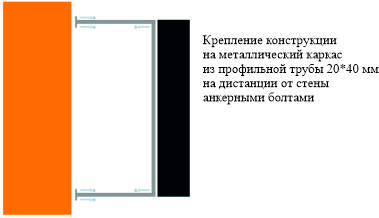 Крепление конструкции
на металлический каркас
из профильной трубы 20*40 мм
на дистанции от стены
анкерными болтами